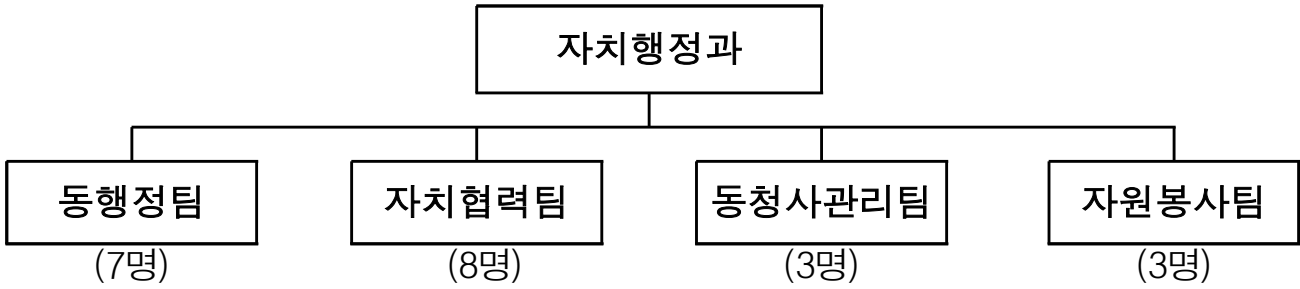 자치행정과
동행정팀 자치협력팀 동청사관리팀 자원봉사팀
(7명) (8명) (3명) (3명)